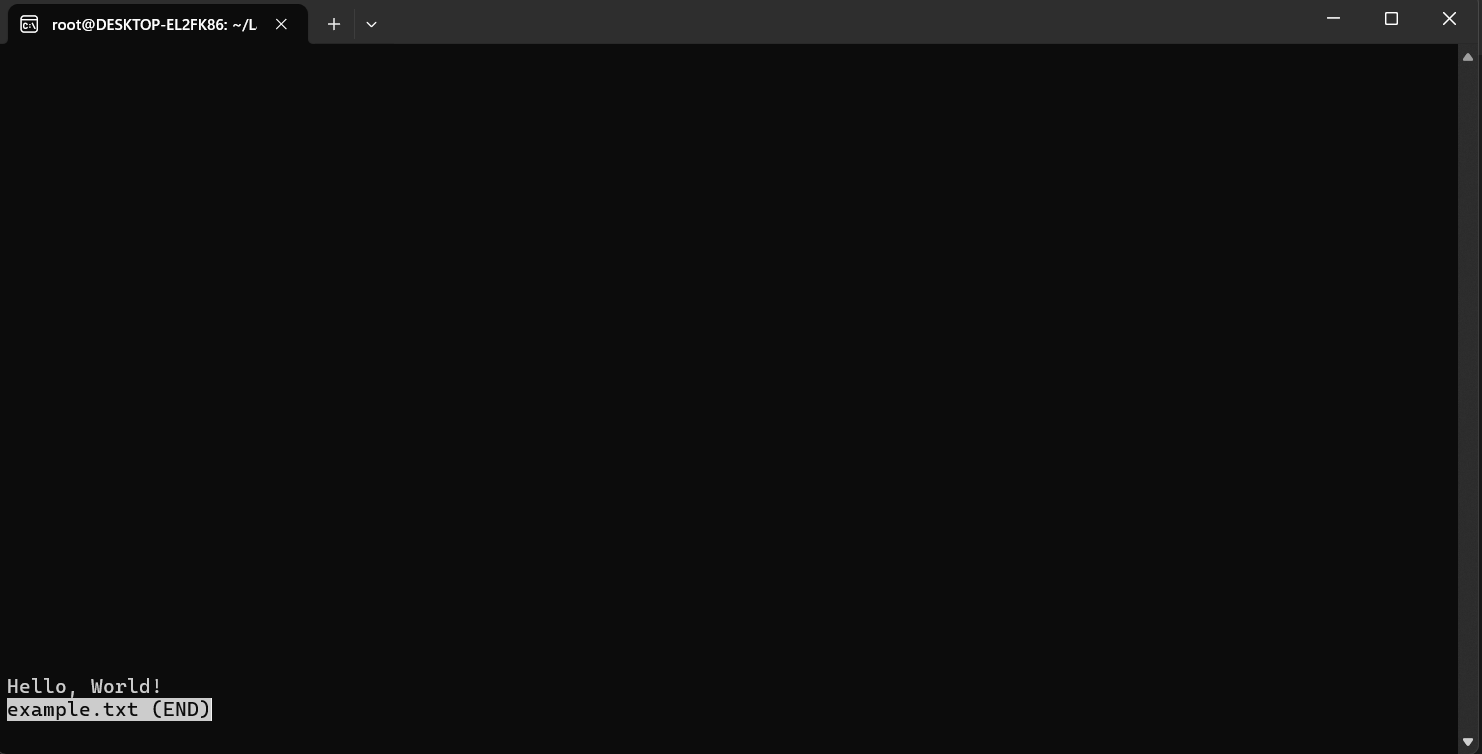 root@DESKTOP-EL2FK86: ~/L
Hello, World!
example.txt (END)